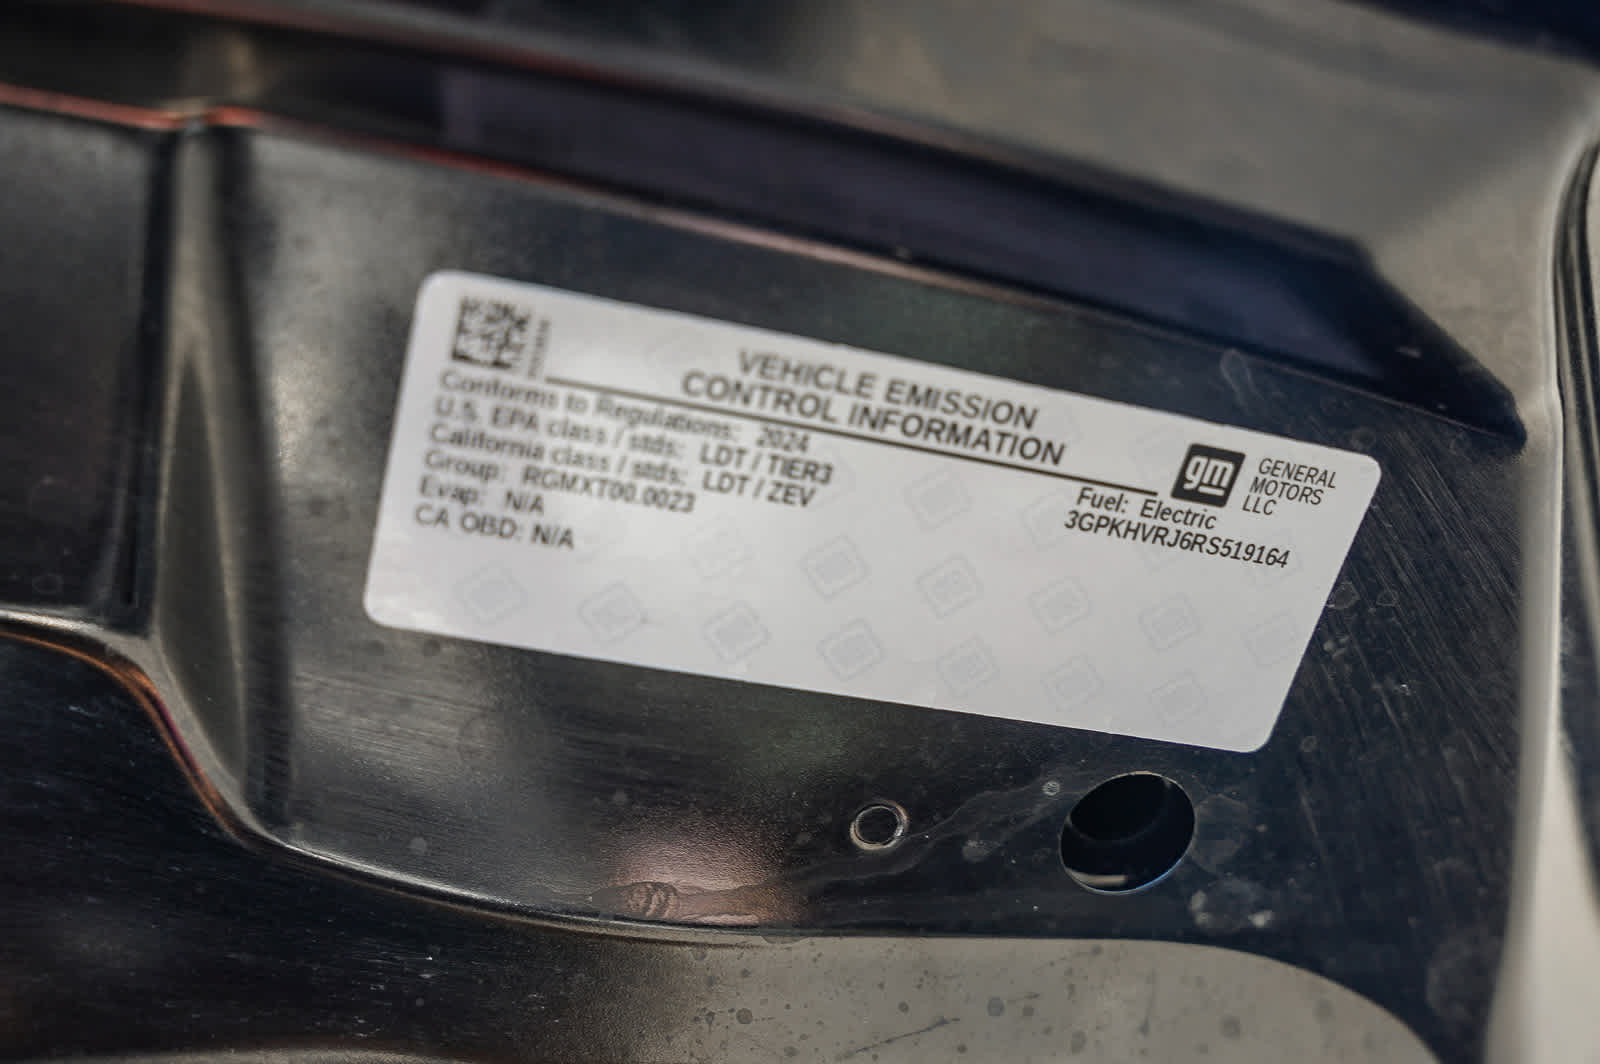 VEHICLE EMISSION
CONTROL INFORMATION
Conforms to Regulations: 2024
U.S. EPA class / stds: LDT / TIER3
California class / stds: LDT / ZEV
Group: RGMXT00.0023
Evap: N/A
CA OBD: N/A
gm
GENERAL
MOTORS
LLC
Fuel: Electric
3GPKHVRJ6RS519164